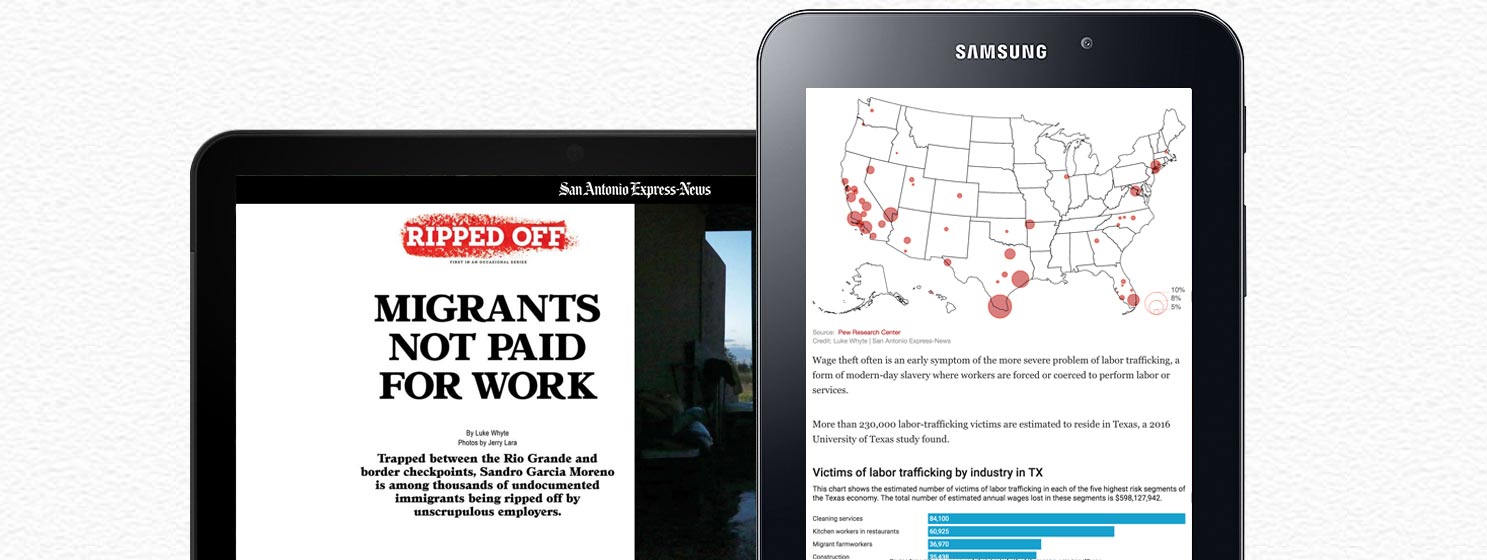 San Antonio Express-News
RIPPED OFF
FIRST IN AN OCCASIONAL SERIES
MIGRANTS
NOT PAID
FOR WORK
By Luke Whyte
Photos by Jerry Lara
Trapped between the Rio Grande and
border checkpoints, Sandro Garcia Moreno
is among thousands of undocumented
immigrants being ripped off by
unscrupulous employers.
SAMSUNG
10%
8%
5%
Source: Pew Research Center
Credit: Luke Whyte | San Antonio Express-News
Wage theft often is an early symptom of the more severe problem of labor trafficking, a
form of modern-day slavery where workers are forced or coerced to perform labor or
services.
More than 230,000 labor-trafficking victims are estimated to reside in Texas, a 2016
University of Texas study found.
Victims of labor trafficking by industry in TX
This chart shows the estimated number of victims of labor trafficking in each of the five highest risk segments of
the Texas economy. The total number of estimated annual wages lost in these segments is $598,127,942.
Cleaning services 84,100
Kitchen workers in restaurants 60,925
Migrant farmworkers 36,970
Construction 35,438